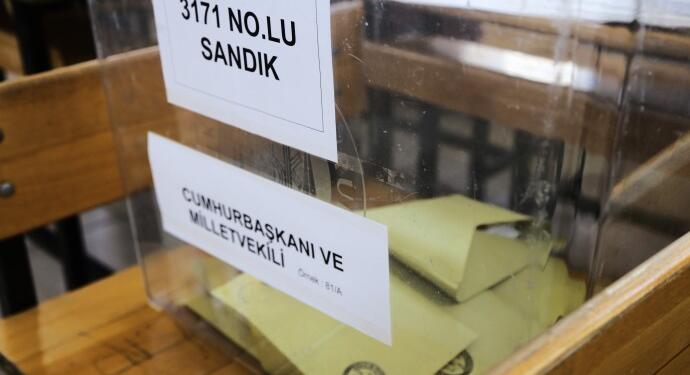 3171 NO.LU
SANDIK
CUMHURBAŞKANI VE
MİLLETVEKİLİ
Örnek : 81/A